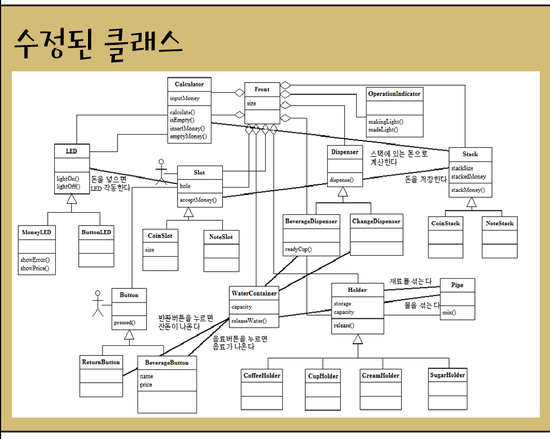 수정된 클래스
Calculator
inputMoney
calculate()
isEmpty()
insertMoney()
emptyMoney()
Front
size
OperationIndicator
makingLight()
madeLight()
LED
lightOn()
lightOff()
돈을 넣으면
LED 작동한다
Slot
hole
acceptMoney()
Dispenser
dispense()
스택에 있는 돈으로
계산한다
Stack
stackSize
stackedMoney
stackMoney()
돈을 저장한다
MoneyLED
showError()
showPrice()
ButtonLED
CoinSlot
size
NoteSlot
BeverageDispenser
readyCup()
ChangeDispenser
CoinStack
NoteStack
Button
pressed()
WaterContainer
capacity
releaseWater()
Holder
storage
capacity
release()
재료를 섞는다
Pipe
mix()
물을 섞는다
반환버튼을 누르면
잔돈이 나온다
음료버튼을 누르면
음료가 나온다
ReturnButton
BeverageButton
name
price
CoffeeHolder
CupHolder
CreamHolder
SugarHolder